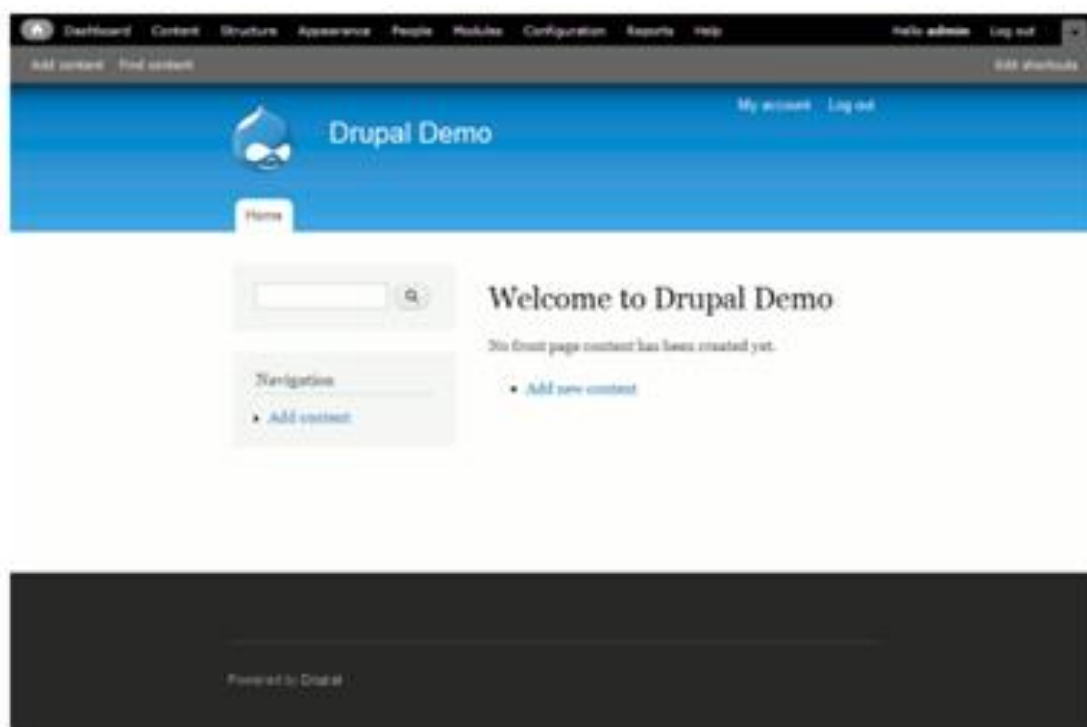 Dashboard Content Structure Appearance People Modules Configuration Reports Help Hello admin Log out
Add content Find content Edit shortcuts
My account Log out
Drupal Demo
Home
Welcome to Drupal Demo
No front page content has been created yet.
Navigation
Add new content
Add content
Powered by Drupal